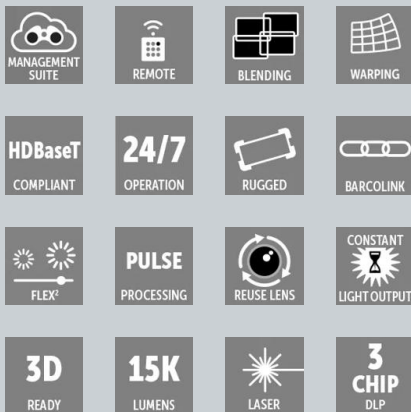 MANAGEMENT
SUITE
REMOTE
BLENDING
WARPING
HDBaseT
COMPLIANT
24/7
OPERATION
RUGGED
BARCOLINK
FLEX²
PULSE
PROCESSING
REUSE LENS
CONSTANT
LIGHT OUTPUT
3D
READY
15K
LUMENS
LASER
3
CHIP
DLP